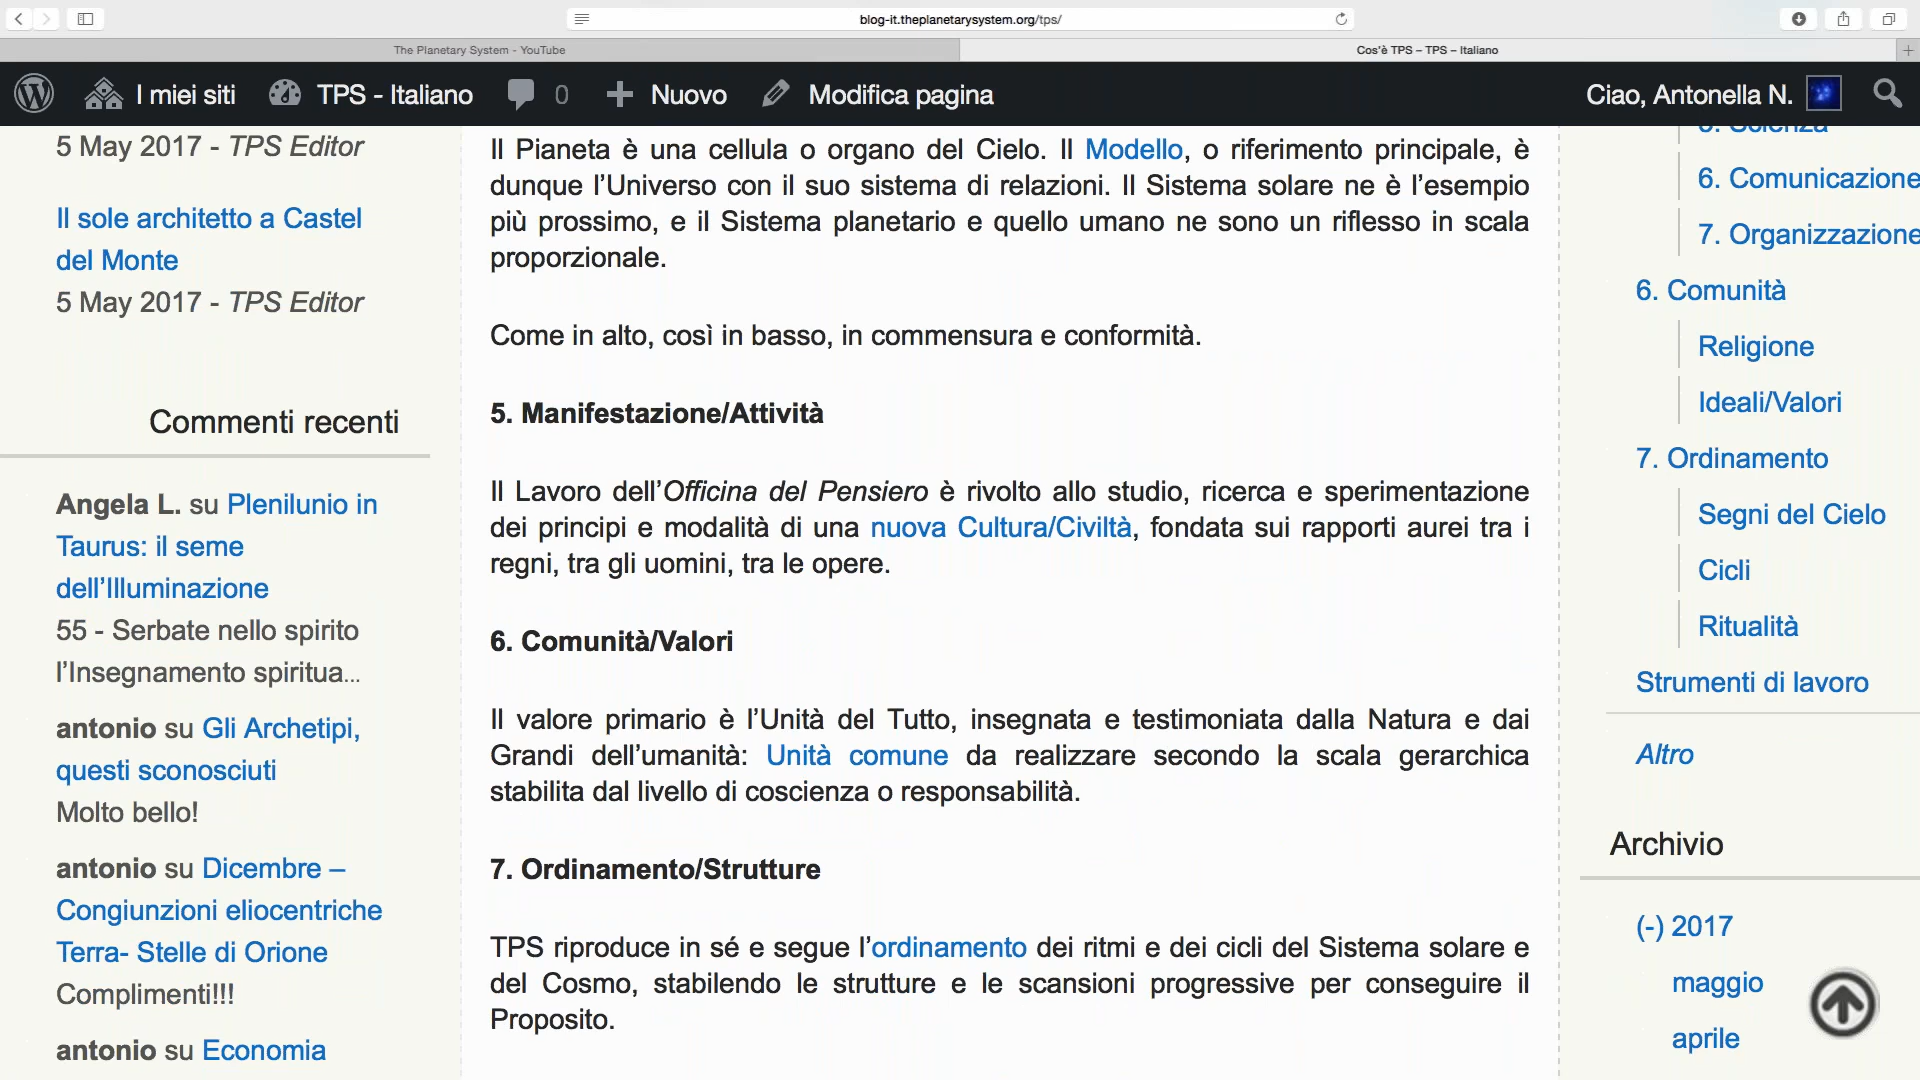 blog-it.theplanetarysystem.org/tps/
The Planetary System - YouTube
Cos'è TPS – TPS – Italiano
I miei siti
TPS - Italiano
0
Nuovo
Modifica pagina
Ciao, Antonella N.
5 May 2017 - TPS Editor
Il sole architetto a Castel
del Monte
5 May 2017 - TPS Editor
Commenti recenti
Angela L. su Plenilunio in
Taurus: il seme
dell’Illuminazione
55 - Serbate nello spirito
l’Insegnamento spiritua...
antonio su Gli Archetipi,
questi sconosciuti
Molto bello!
antonio su Dicembre –
Congiunzioni eliocentriche
Terra- Stelle di Orione
Complimenti!!!
antonio su Economia
Il Pianeta è una cellula o organo del Cielo. Il Modello, o riferimento principale, è
dunque l’Universo con il suo sistema di relazioni. Il Sistema solare ne è l’esempio
più prossimo, e il Sistema planetario e quello umano ne sono un riflesso in scala
proporzionale.
Come in alto, così in basso, in commensura e conformità.
5. Manifestazione/Attività
Il Lavoro dell’Officina del Pensiero è rivolto allo studio, ricerca e sperimentazione
dei principi e modalità di una nuova Cultura/Civiltà, fondata sui rapporti aurei tra i
regni, tra gli uomini, tra le opere.
6. Comunità/Valori
Il valore primario è l’Unità del Tutto, insegnata e testimoniata dalla Natura e dai
Grandi dell’umanità: Unità comune da realizzare secondo la scala gerarchica
stabilita dal livello di coscienza o responsabilità.
7. Ordinamento/Strutture
TPS riproduce in sé e segue l’ordinamento dei ritmi e dei cicli del Sistema solare e
del Cosmo, stabilendo le strutture e le scansioni progressive per conseguire il
Proposito.
Scienza
6. Comunicazione
7. Organizzazione
6. Comunità
Religione
Ideali/Valori
7. Ordinamento
Segni del Cielo
Cicli
Ritualità
Strumenti di lavoro
Altro
Archivio
(-) 2017
maggio
aprile